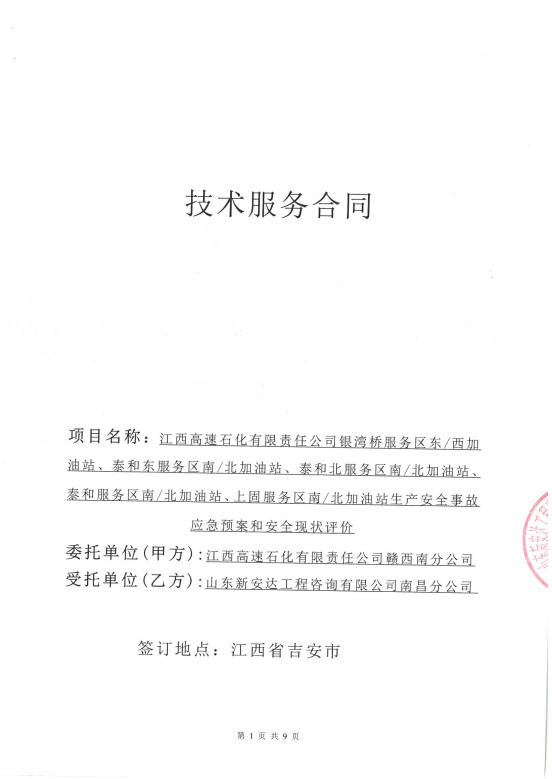 技术服务合同
项目名称：江西高速石化有限责任公司银湾桥服务区东/西加
油站、泰和东服务区南/北加油站、泰和北服务区南/北加油站、
泰和服务区南/北加油站、上固服务区南/北加油站生产安全事故
应急预案和安全现状评价
委托单位(甲方):江西高速石化有限责任公司赣西南分公司
受托单位(乙方):山东新安达工程咨询有限公司南昌分公司
签订地点：江西省吉安市
第 1 页 共 9 页